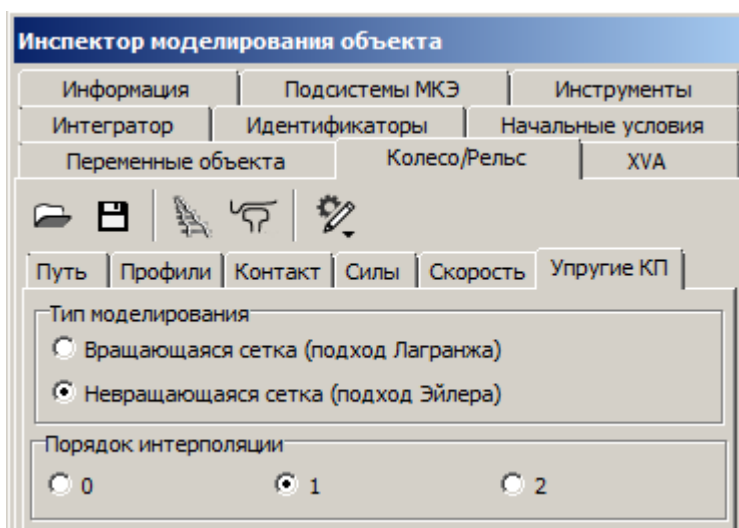 Инспектор моделирования объекта
Информация Подсистемы МКЭ Инструменты
Интегратор Идентификаторы Начальные условия
Переменные объекта Колесо/Рельс XVA
Путь Профили Контакт Силы Скорость Упругие КП
Тип моделирования
Вращающаяся сетка (подход Лагранжа)
Невращающаяся сетка (подход Эйлера)
Порядок интерполяции
0 1 2